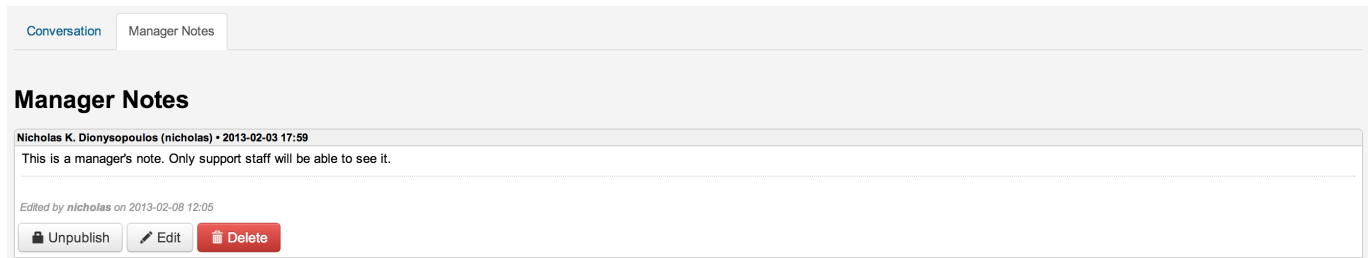 Conversation Manager Notes
Manager Notes
Nicholas K. Dionysopoulos (nicholas) • 2013-02-03 17:59
This is a manager's note. Only support staff will be able to see it.
Edited by nicholas on 2013-02-08 12:05
Unpublish Edit Delete